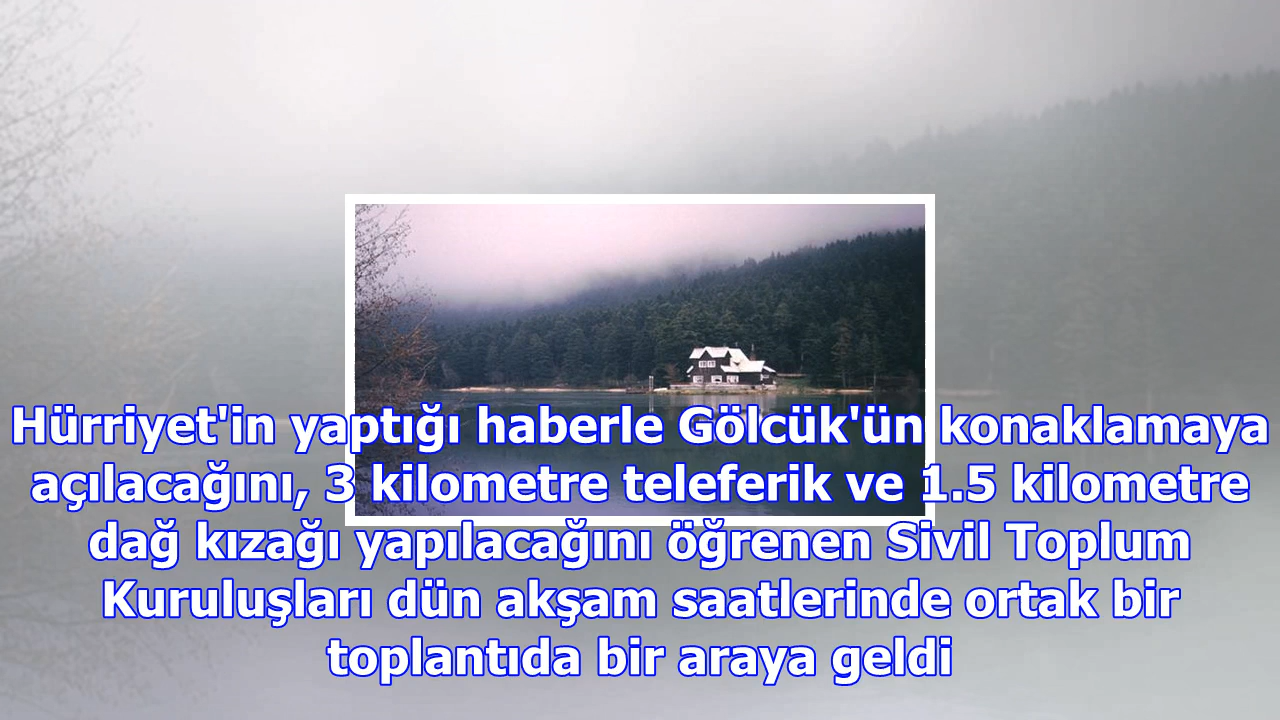 Hürriyet'in yaptığı haberle Gölcük'ün konaklamaya
açılacağını, 3 kilometre teleferik ve 1.5 kilometre
dağ kızağı yapılacağını öğrenen Sivil Toplum
Kuruluşları dün akşam saatlerinde ortak bir
toplantıda bir araya geldi